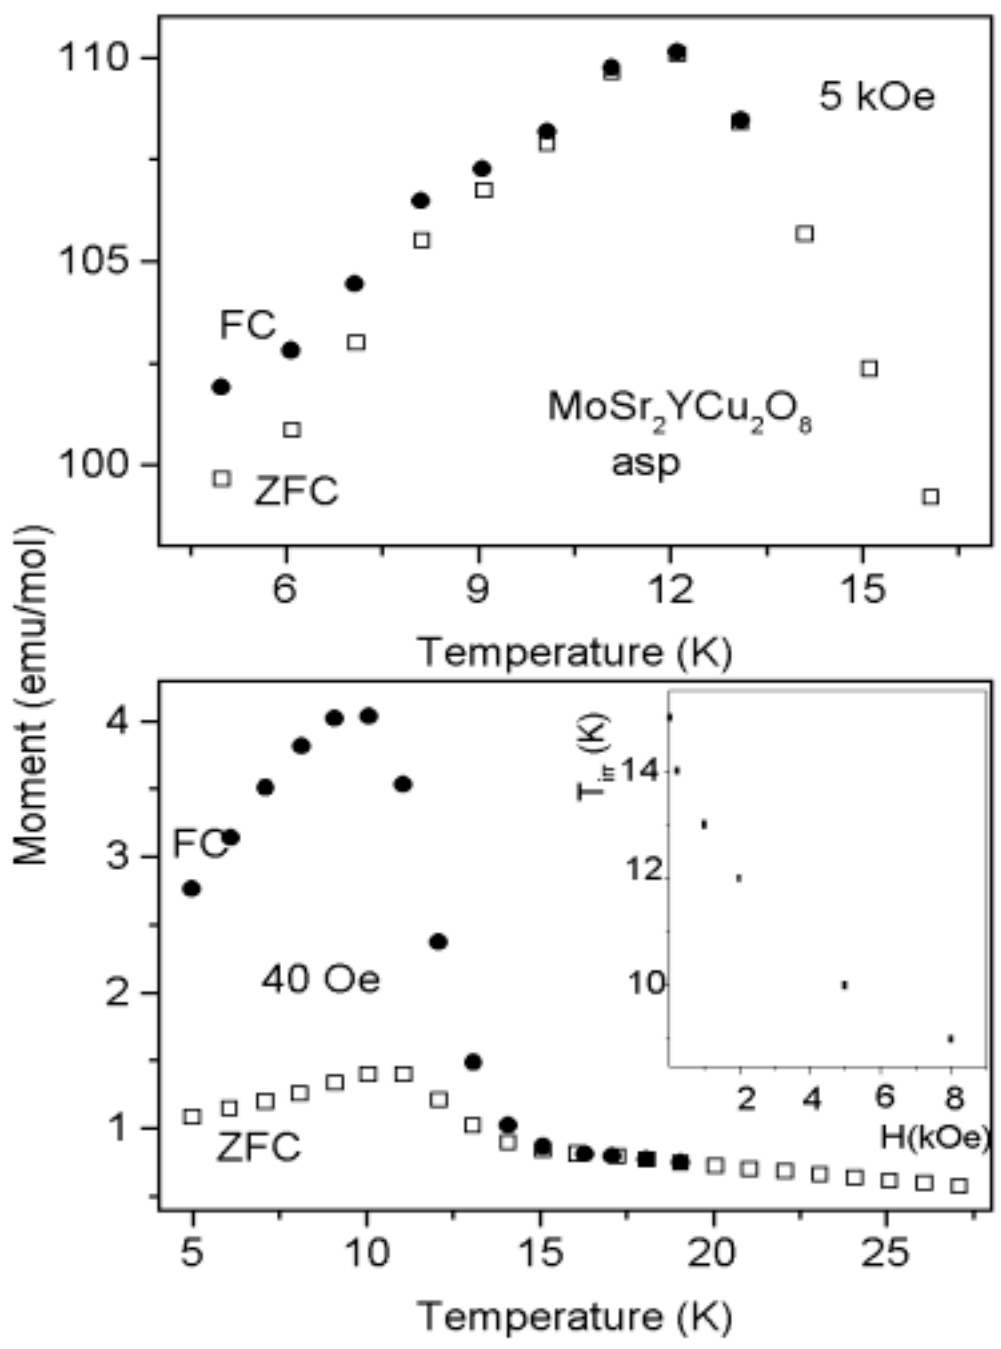 110
5 kOe
105
FC
MoSr₂YCu₂O₈
asp
100
ZFC
6 9 12 15
Temperature (K)
Moment (emu/mol)
4
T_irr (K)
14
FC
3
12
40 Oe
2
10
1
ZFC
2 4 6 8
H(kOe)
5 10 15 20 25
Temperature (K)